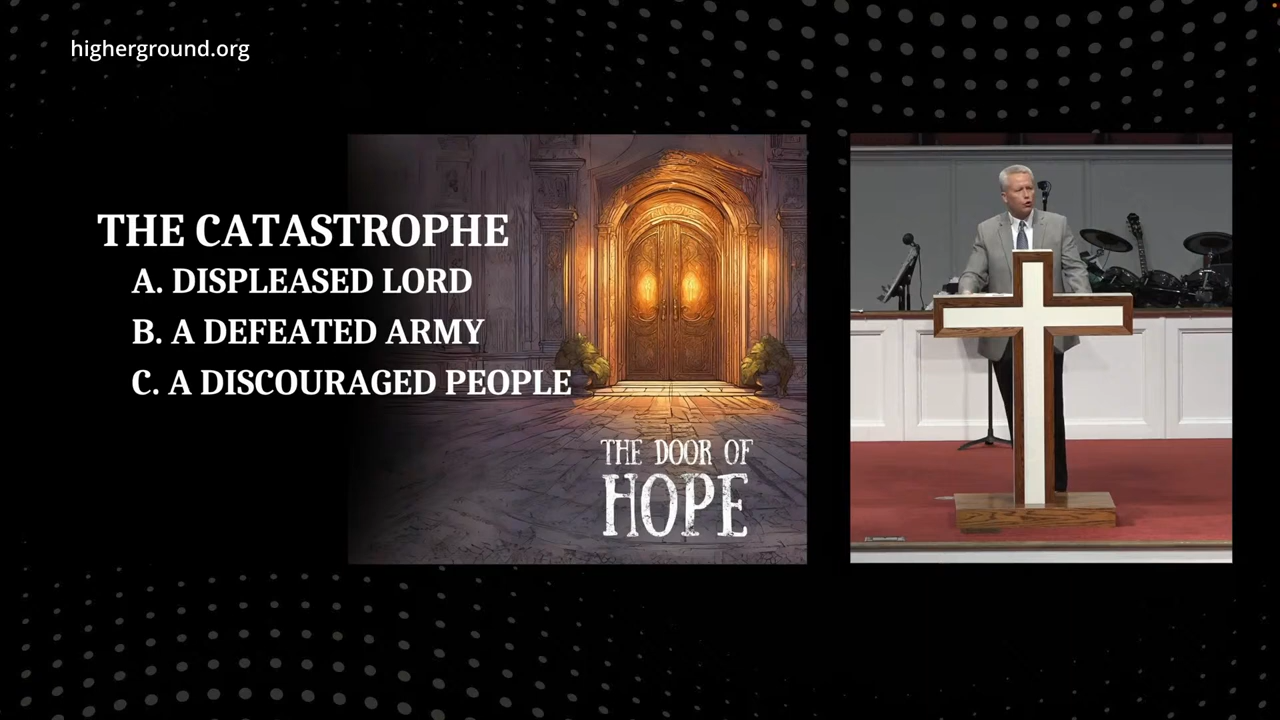 higherground.org
THE CATASTROPHE
A. DISPLEASED LORD
B. A DEFEATED ARMY
C. A DISCOURAGED PEOPLE
THE DOOR OF
HOPE